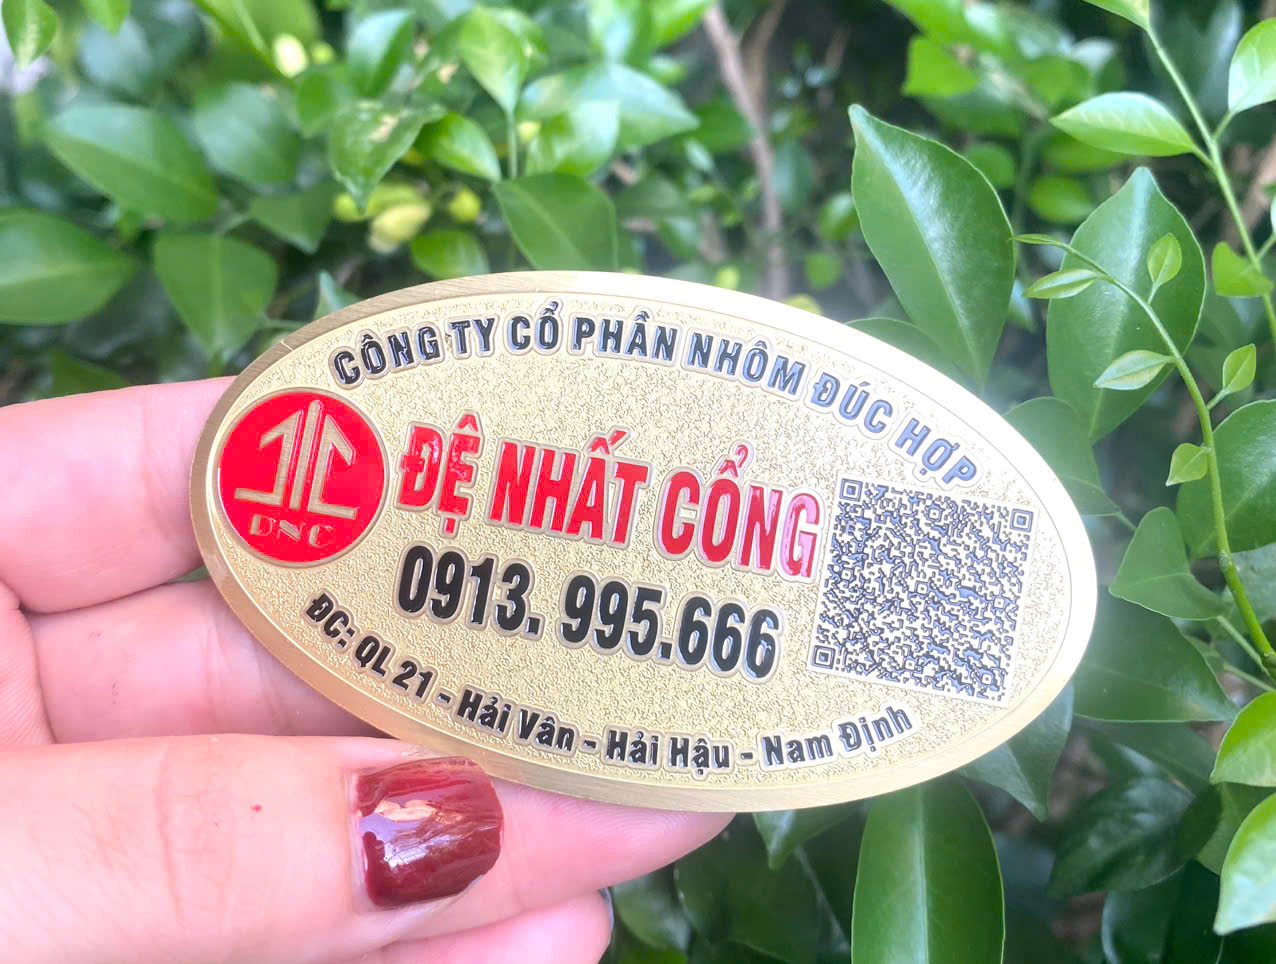 CÔNG TY CỔ PHẦN NHÔM ĐÚC HỢP
DNC
ĐỆ NHẤT CỔNG
0913. 995.666
ĐC: QL 21 - Hải Vân - Hải Hậu - Nam Định